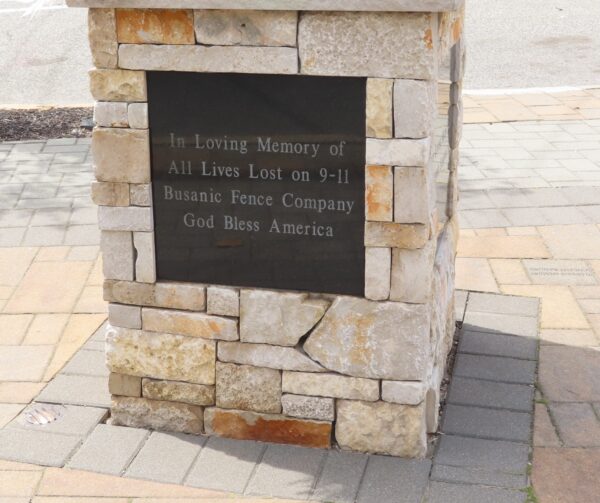 In Loving Memory of
All Lives Lost on 9-11
Busanic Fence Company
God Bless America